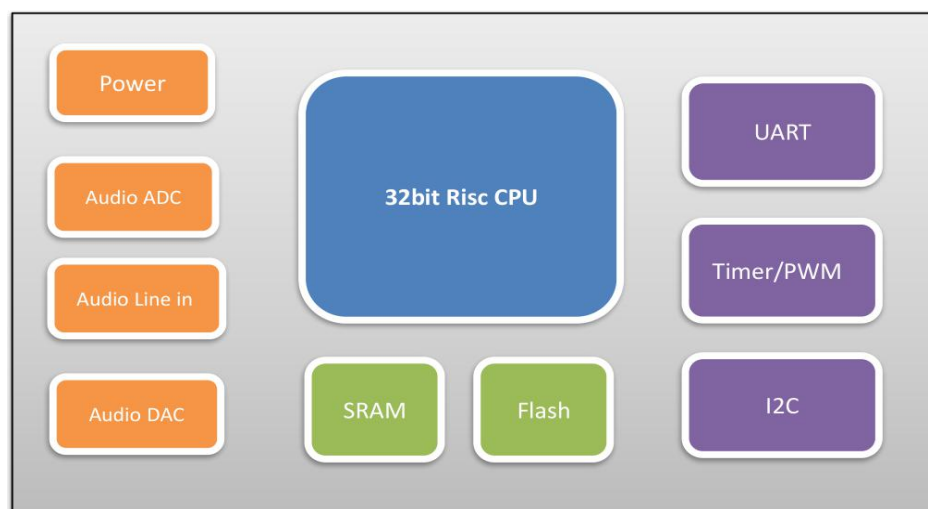 Power
Audio ADC
Audio Line in
Audio DAC
32bit Risc CPU
SRAM
Flash
UART
Timer/PWM
I2C